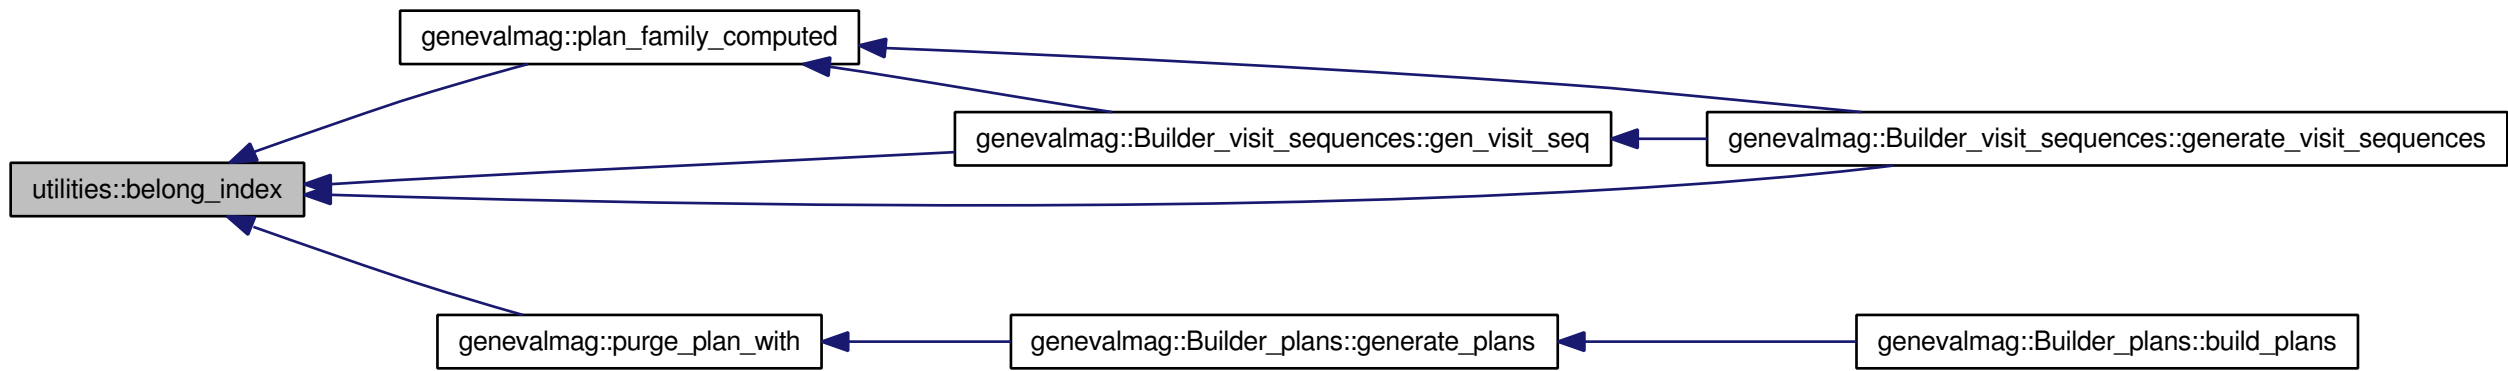 genevalmag::plan_family_computed
genevalmag::Builder_visit_sequences::gen_visit_seq
genevalmag::Builder_visit_sequences::generate_visit_sequences
utilities::belong_index
genevalmag::purge_plan_with
genevalmag::Builder_plans::generate_plans
genevalmag::Builder_plans::build_plans